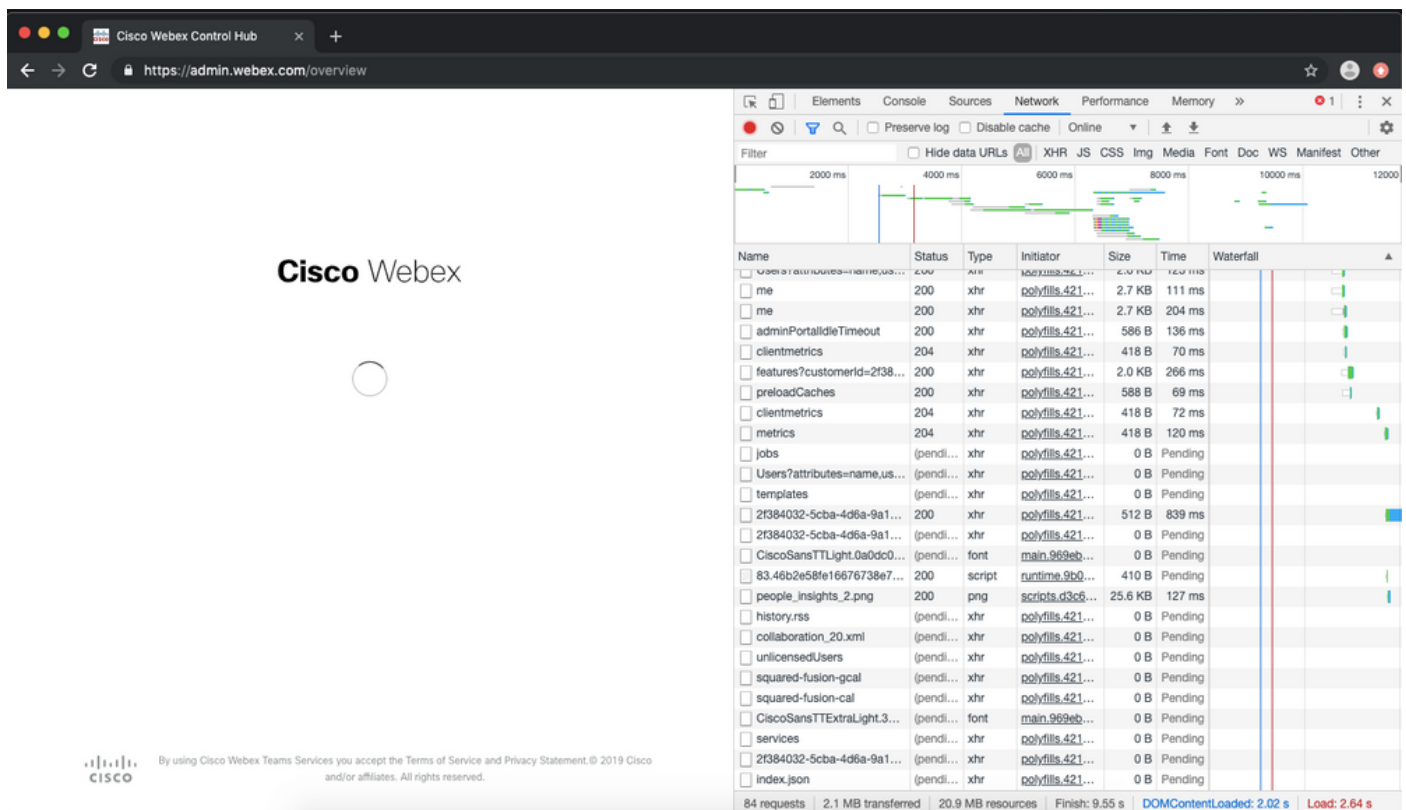 Cisco Webex Control Hub
https://admin.webex.com/overview
Elements Console Sources Network Performance Memory » 1
Preserve log Disable cache Online
Filter Hide data URLs All XHR JS CSS Img Media Font Doc WS Manifest Other
2000 ms 4000 ms 6000 ms 8000 ms 10000 ms 12000
Cisco Webex
Name Status Type Initiator Size Time Waterfall
Users?attributes=name,us... 200 xhr polyfills.421... 2.0 KB 123 ms
me 200 xhr polyfills.421... 2.7 KB 111 ms
me 200 xhr polyfills.421... 2.7 KB 204 ms
adminPortalIdleTimeout 200 xhr polyfills.421... 586 B 136 ms
clientmetrics 204 xhr polyfills.421... 418 B 70 ms
features?customerId=2f38... 200 xhr polyfills.421... 2.0 KB 266 ms
preloadCaches 200 xhr polyfills.421... 588 B 69 ms
clientmetrics 204 xhr polyfills.421... 418 B 72 ms
metrics 204 xhr polyfills.421... 418 B 120 ms
jobs (pendi... xhr polyfills.421... 0 B Pending
Users?attributes=name,us... (pendi... xhr polyfills.421... 0 B Pending
templates (pendi... xhr polyfills.421... 0 B Pending
2f384032-5cba-4d6a-9a1... 200 xhr polyfills.421... 512 B 839 ms
2f384032-5cba-4d6a-9a1... (pendi... xhr polyfills.421... 0 B Pending
CiscoSansTTLight.0a0dc0... (pendi... font main.969eb... 0 B Pending
83.46b2e58fe16676738e7... 200 script runtime.9b0... 410 B Pending
people_insights_2.png 200 png scripts.d3c6... 25.6 KB 127 ms
history.rss (pendi... xhr polyfills.421... 0 B Pending
collaboration_20.xml (pendi... xhr polyfills.421... 0 B Pending
unlicensedUsers (pendi... xhr polyfills.421... 0 B Pending
squared-fusion-gcal (pendi... xhr polyfills.421... 0 B Pending
squared-fusion-cal (pendi... xhr polyfills.421... 0 B Pending
CiscoSansTTExtraLight.3... (pendi... font main.969eb... 0 B Pending
services (pendi... xhr polyfills.421... 0 B Pending
2f384032-5cba-4d6a-9a1... (pendi... xhr polyfills.421... 0 B Pending
index.json (pendi... xhr polyfills.421... 0 B Pending
84 requests 2.1 MB transferred 20.9 MB resources Finish: 9.55 s DOMContentLoaded: 2.02 s Load: 2.64 s
CISCO
By using Cisco Webex Teams Services you accept the Terms of Service and Privacy Statement.© 2019 Cisco
and/or affiliates. All rights reserved.